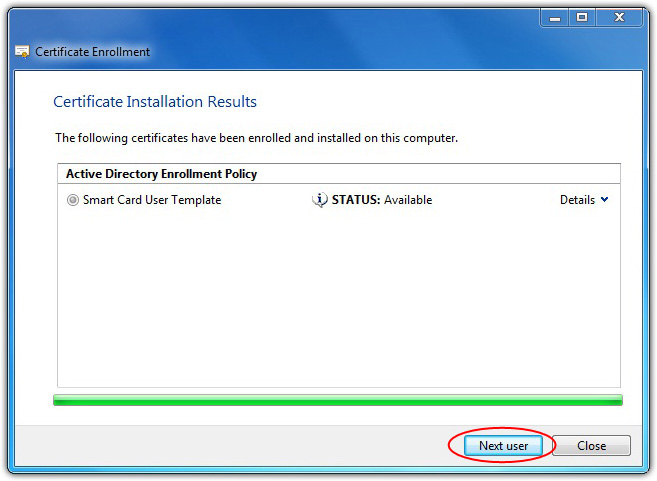 Certificate Enrollment
Certificate Installation Results
The following certificates have been enrolled and installed on this computer.
Active Directory Enrollment Policy
Smart Card User Template STATUS: Available Details
Next user Close